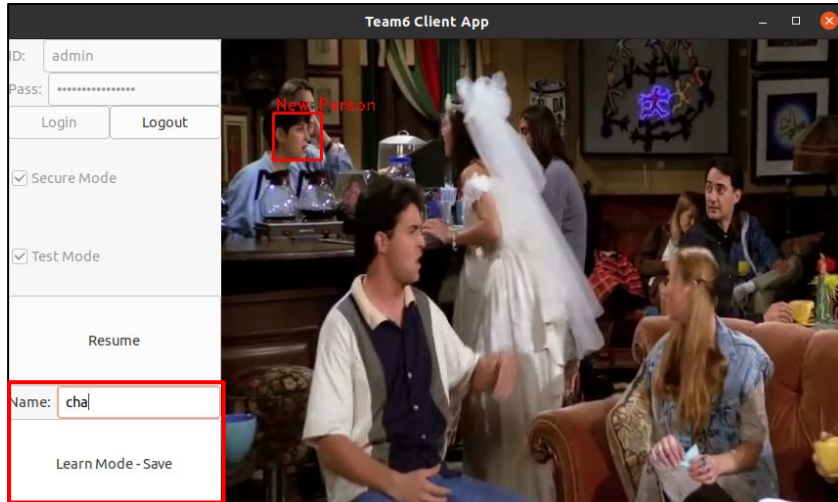 Team6 Client App
ID: admin
Pass: ••••••••••••••••
Login Logout
Secure Mode
Test Mode
Resume
Name: cha
Learn Mode - Save
New Person